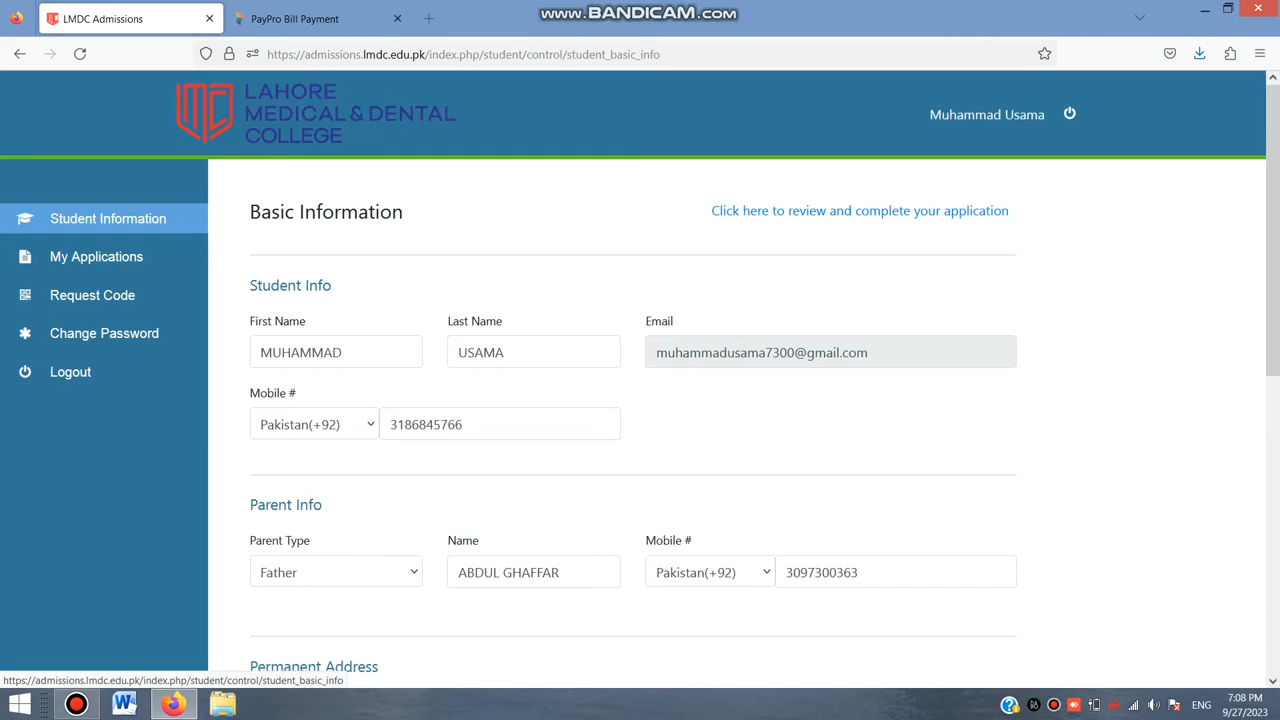 www.BANDICAM.com
LMDC Admissions
PayPro Bill Payment
https://admissions.lmdc.edu.pk/index.php/student/control/student_basic_info
LAHORE
MEDICAL & DENTAL
COLLEGE
Muhammad Usama
Student Information
My Applications
Request Code
Change Password
Logout
Basic Information
Click here to review and complete your application
Student Info
First Name
Last Name
Email
MUHAMMAD
USAMA
muhammadusama7300@gmail.com
Mobile #
Pakistan(+92)
3186845766
Parent Info
Parent Type
Name
Mobile #
Father
ABDUL GHAFFAR
Pakistan(+92)
3097300363
Permanent Address
https://admissions.lmdc.edu.pk/index.php/student/control/student_basic_info
ENG
7:08 PM
9/27/2023